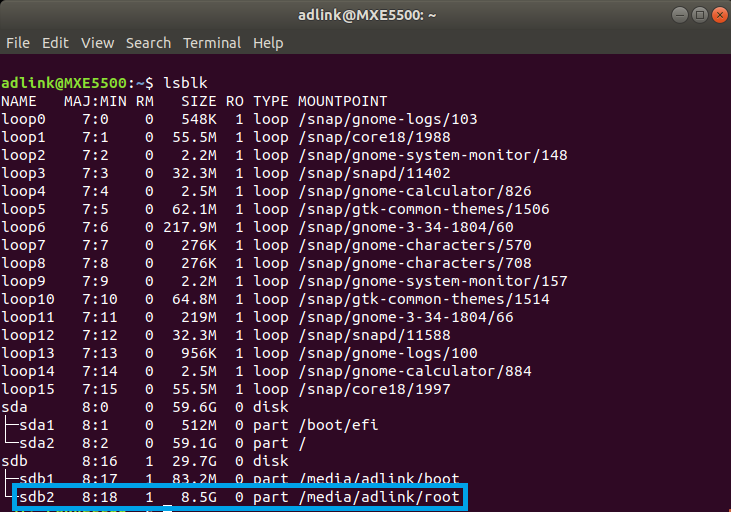 adlink@MXE5500: ~
File Edit View Search Terminal Help
adlink@MXE5500:~$ lsblk
NAME MAJ:MIN RM SIZE RO TYPE MOUNTPOINT
loop0 7:0 0 548K 1 loop /snap/gnome-logs/103
loop1 7:1 0 55.5M 1 loop /snap/core18/1988
loop2 7:2 0 2.2M 1 loop /snap/gnome-system-monitor/148
loop3 7:3 0 32.3M 1 loop /snap/snapd/11402
loop4 7:4 0 2.5M 1 loop /snap/gnome-calculator/826
loop5 7:5 0 62.1M 1 loop /snap/gtk-common-themes/1506
loop6 7:6 0 217.9M 1 loop /snap/gnome-3-34-1804/60
loop7 7:7 0 276K 1 loop /snap/gnome-characters/570
loop8 7:8 0 276K 1 loop /snap/gnome-characters/708
loop9 7:9 0 2.2M 1 loop /snap/gnome-system-monitor/157
loop10 7:10 0 64.8M 1 loop /snap/gtk-common-themes/1514
loop11 7:11 0 219M 1 loop /snap/gnome-3-34-1804/66
loop12 7:12 0 32.3M 1 loop /snap/snapd/11588
loop13 7:13 0 956K 1 loop /snap/gnome-logs/100
loop14 7:14 0 2.5M 1 loop /snap/gnome-calculator/884
loop15 7:15 0 55.5M 1 loop /snap/core18/1997
sda 8:0 0 59.6G 0 disk
├─sda1 8:1 0 512M 0 part /boot/efi
└─sda2 8:2 0 59.1G 0 part /
sdb 8:16 1 29.7G 0 disk
├─sdb1 8:17 1 83.2M 0 part /media/adlink/boot
└─sdb2 8:18 1 8.5G 0 part /media/adlink/root